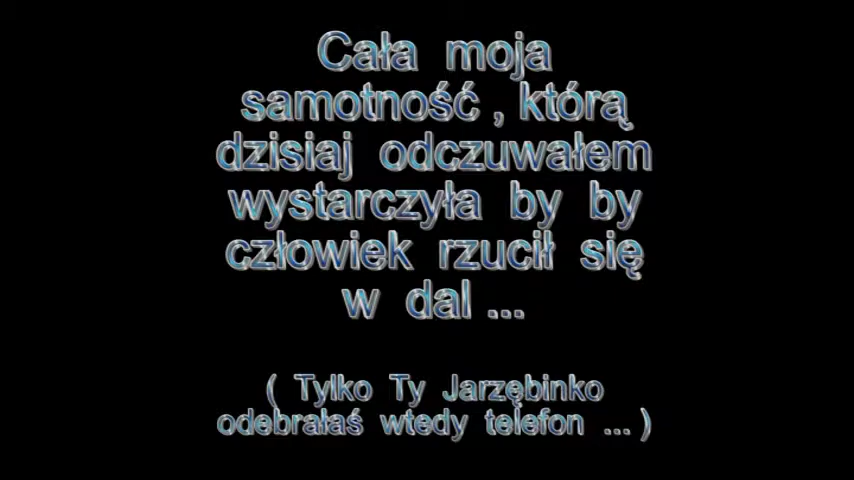 Cała moja
samotność , którą
dzisiaj odczuwałem
wystarczyła by by
człowiek rzucił się
w dal ...
( Tylko Ty Jarzębinko
odebrałaś wtedy telefon ... )